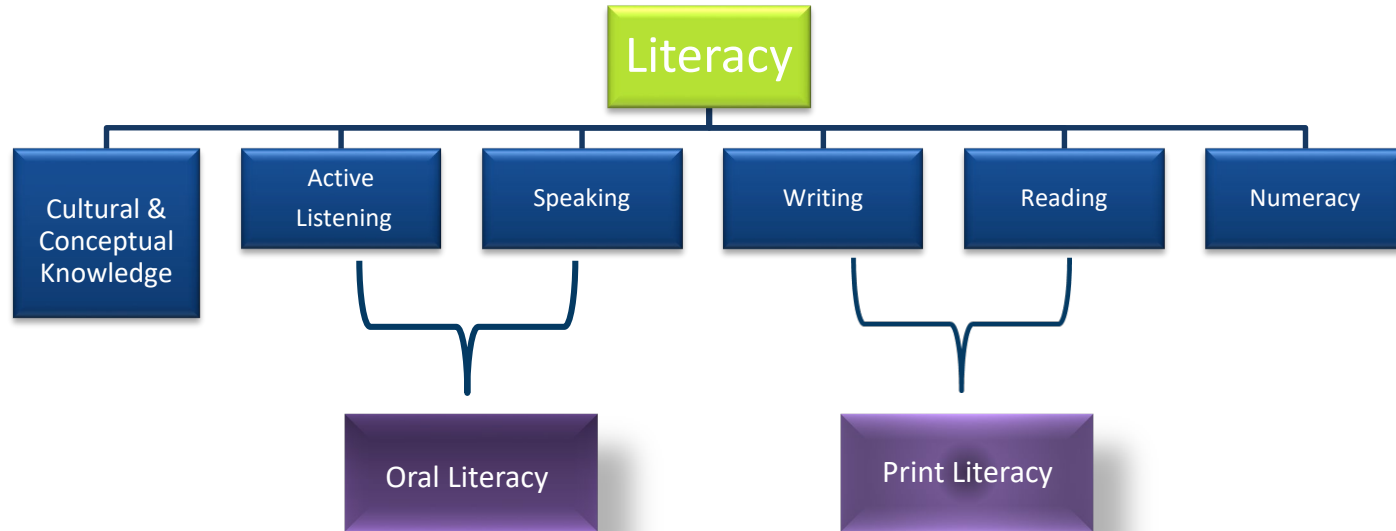 Literacy
Cultural &
Conceptual
Knowledge
Active
Listening
Speaking
Writing
Reading
Numeracy
Oral Literacy
Print Literacy